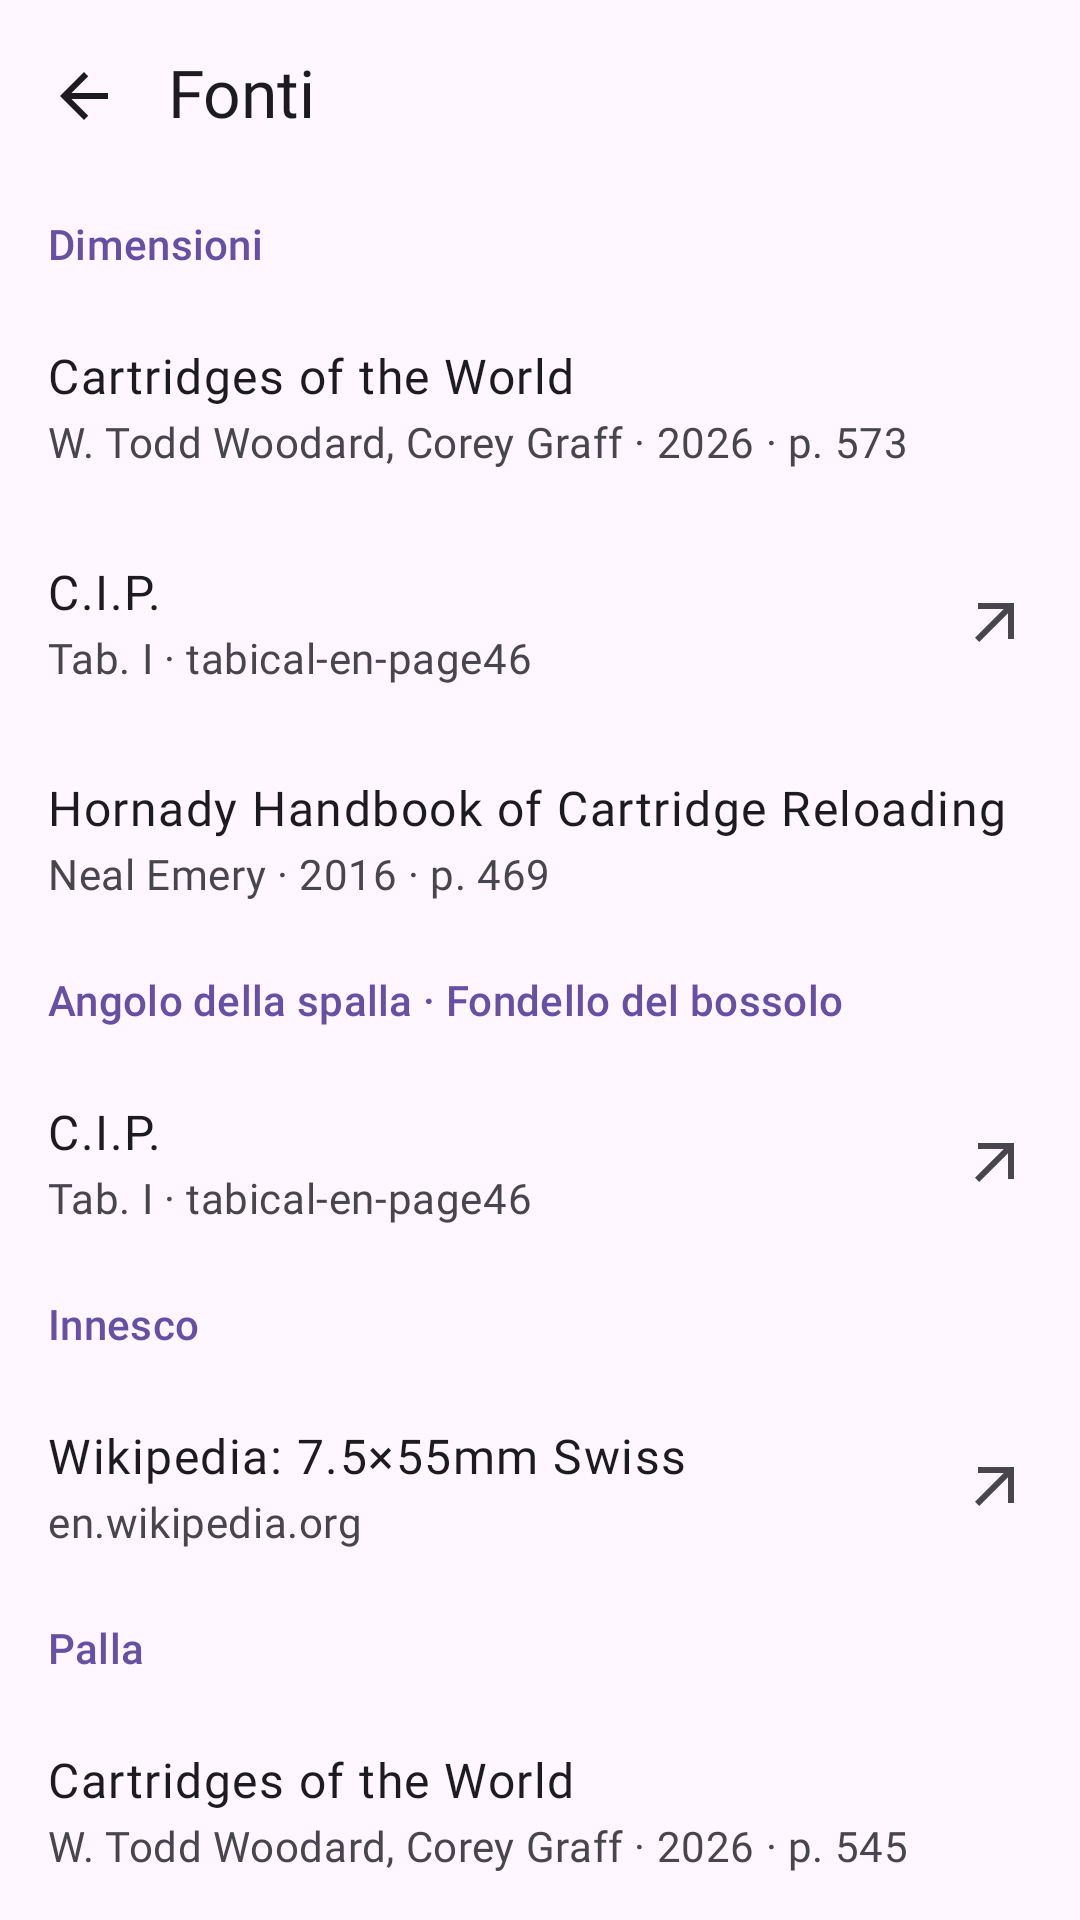 Fonti
Dimensioni
Cartridges of the World
W. Todd Woodard, Corey Graff · 2026 · p. 573
C.I.P.
Tab. I · tabical-en-page46
Hornady Handbook of Cartridge Reloading
Neal Emery · 2016 · p. 469
Angolo della spalla · Fondello del bossolo
C.I.P.
Tab. I · tabical-en-page46
Innesco
Wikipedia: 7.5×55mm Swiss
en.wikipedia.org
Palla
Cartridges of the World
W. Todd Woodard, Corey Graff · 2026 · p. 545